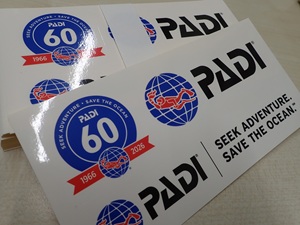 SEEK ADVENTURE • SAVE THE OCEAN
PADI
60
1966
PADI
SEEK ADVENTURE • SAVE THE OCEAN
PADI
60
1966 2026
PADI
SEEK ADVENTURE.
SAVE THE OCEAN.
PADI